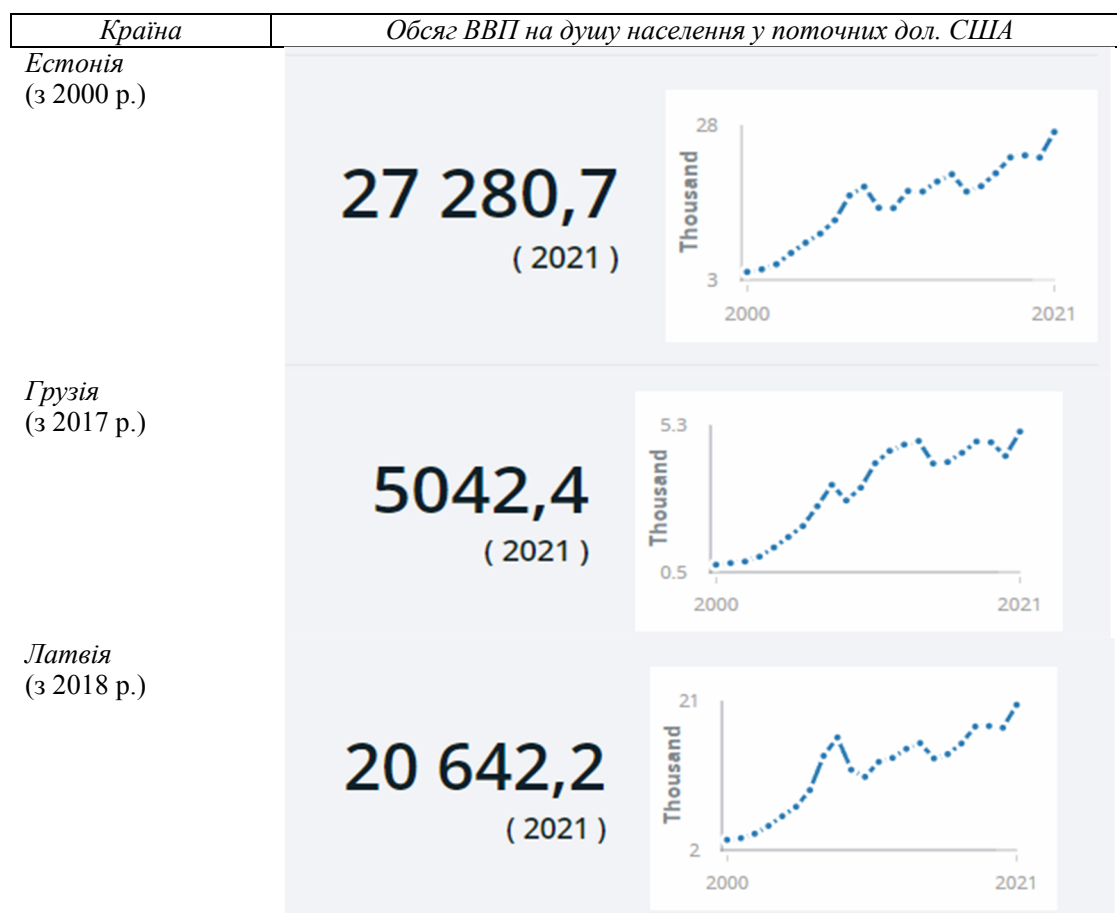 Країна Обсяг ВВП на душу населення у поточних дол. США
Естонія
(з 2000 р.)
27 280,7
( 2021 )
28
Thousand
3
2000 2021
Грузія
(з 2017 р.)
5042,4
( 2021 )
5.3
Thousand
0.5
2000 2021
Латвія
(з 2018 р.)
20 642,2
( 2021 )
21
Thousand
2
2000 2021